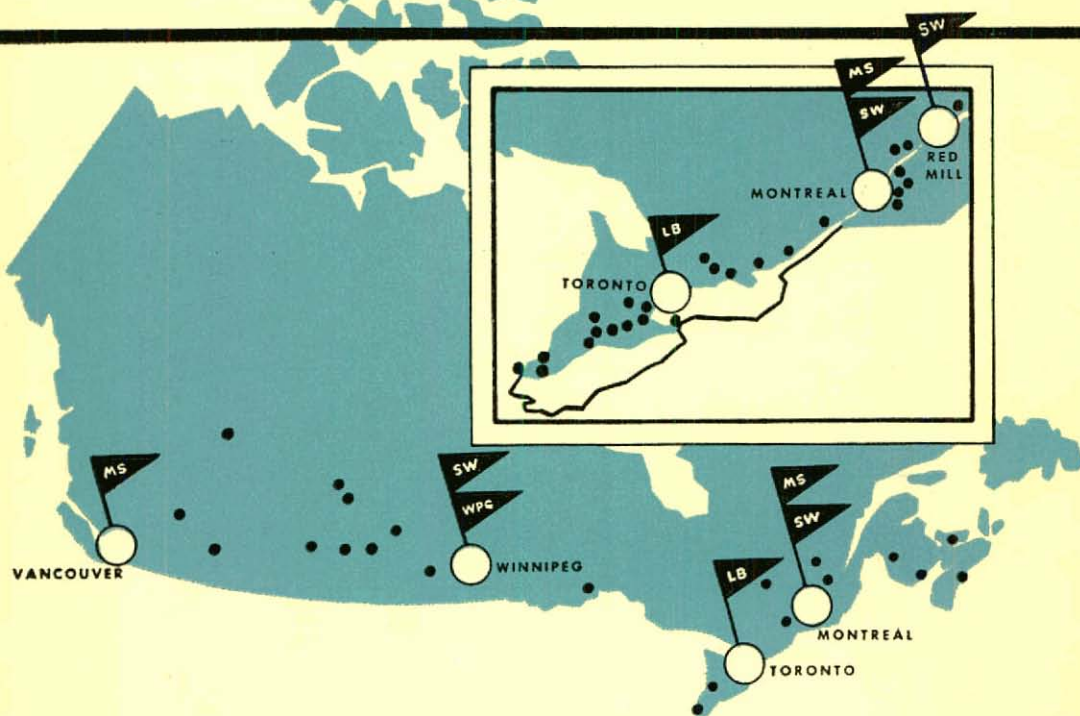 SW
MS
SW
RED
MILL
MONTREAL
LB
TORONTO
MS
SW
WPG
MS
SW
VANCOUVER
WINNIPEG
LB
MONTREAL
TORONTO